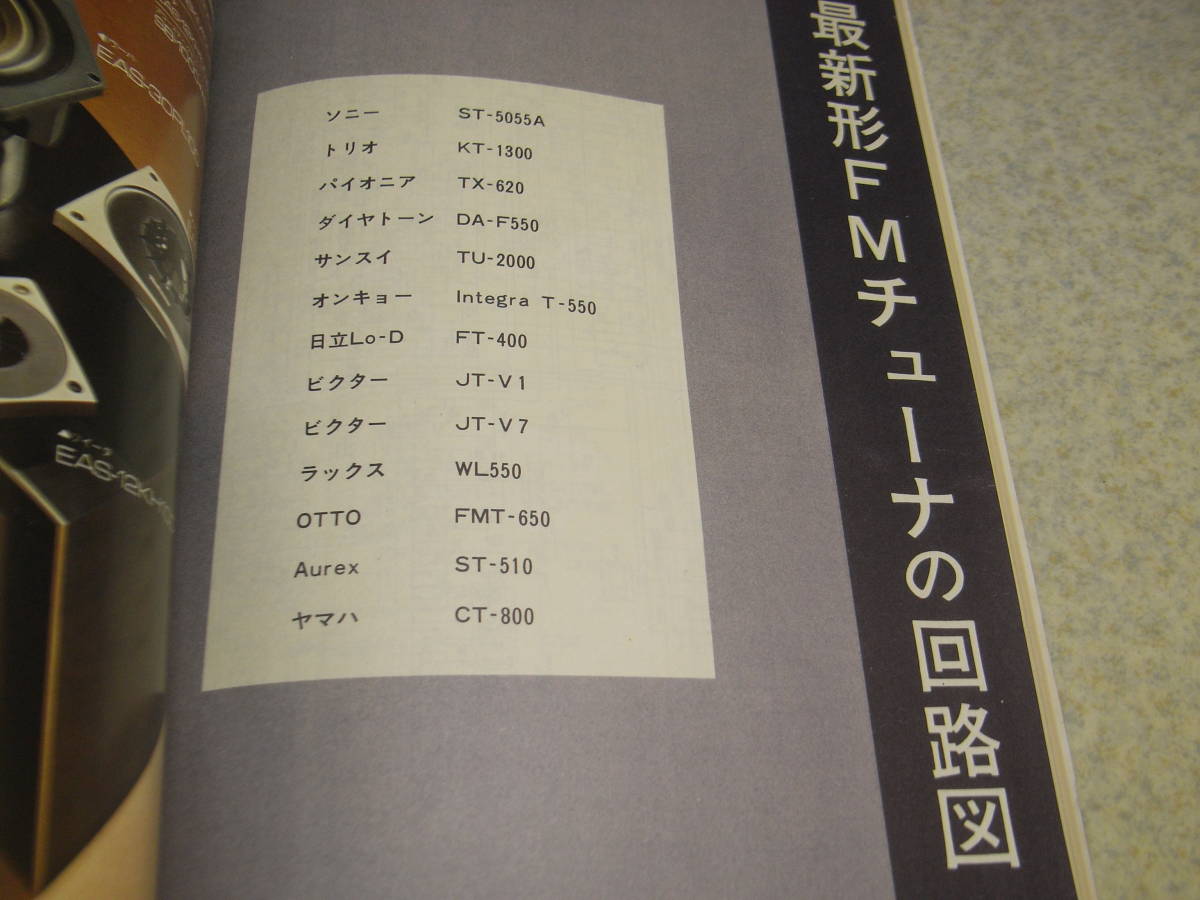 最新形FMチューナの回路図
ソニー ST-5055A
トリオ KT-1300
パイオニア TX-620
ダイヤトーン DA-F550
サンスイ TU-2000
オンキョー Integra T-550
日立Lo-D FT-400
ビクター JT-V1
ビクター JT-V7
ラックス WL550
OTTO FMT-650
Aurex ST-510
ヤマハ CT-800